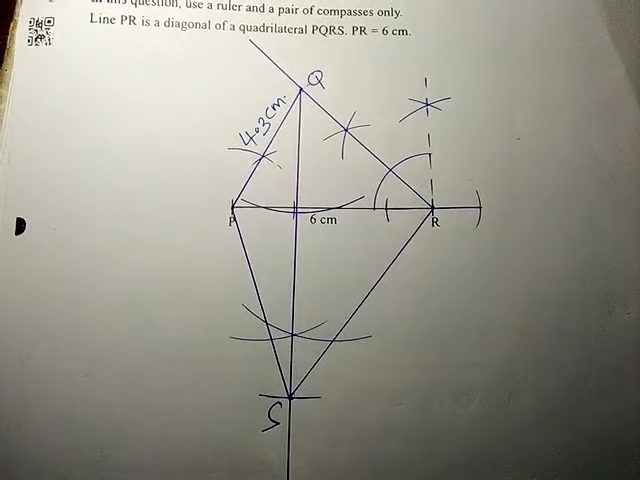 this question, use a ruler and a pair of compasses only.
Line PR is a diagonal of a quadrilateral PQRS. PR = 6 cm.
Q
4.3cm.
P
6 cm
R
S